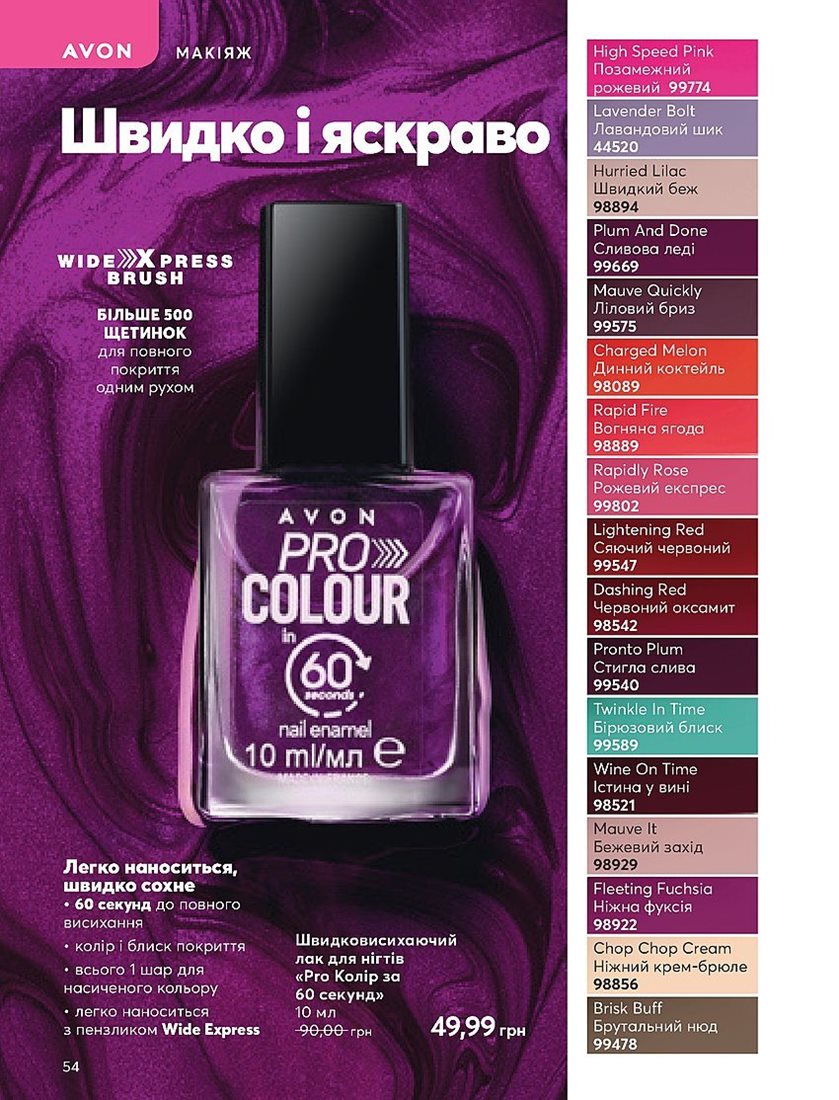 AVON
МАКІЯЖ
Швидко і яскраво
WIDE XPRESS
BRUSH
БІЛЬШЕ 500
ЩЕТИНОК
для повного
покриття
одним рухом
AVON
PRO
COLOUR
in
60
seconds
nail enamel
10 ml/мл e
MADE IN FRANCE
Легко наноситься,
швидко сохне
• 60 секунд до повного
висихання
• колір і блиск покриття
• всього 1 шар для
насиченого кольору
• легко наноситься
з пензликом Wide Express
Швидковисихаючий
лак для нігтів
«Pro Колір за
60 секунд»
10 мл
90,00 грн
49,99 грн
54
High Speed Pink
Позамежний
рожевий 99774
Lavender Bolt
Лавандовий шик
44520
Hurried Lilac
Швидкий беж
98894
Plum And Done
Сливова леді
99669
Mauve Quickly
Ліловий бриз
99575
Charged Melon
Динний коктейль
98089
Rapid Fire
Вогняна ягода
98889
Rapidly Rose
Рожевий експрес
99802
Lightening Red
Сяючий червоний
99547
Dashing Red
Червоний оксамит
98542
Pronto Plum
Стигла слива
99540
Twinkle In Time
Бірюзовий блиск
99589
Wine On Time
Істина у вині
98521
Mauve It
Бежевий захід
98929
Fleeting Fuchsia
Ніжна фуксія
98922
Chop Chop Cream
Ніжний крем-брюле
98856
Brisk Buff
Брутальний нюд
99478